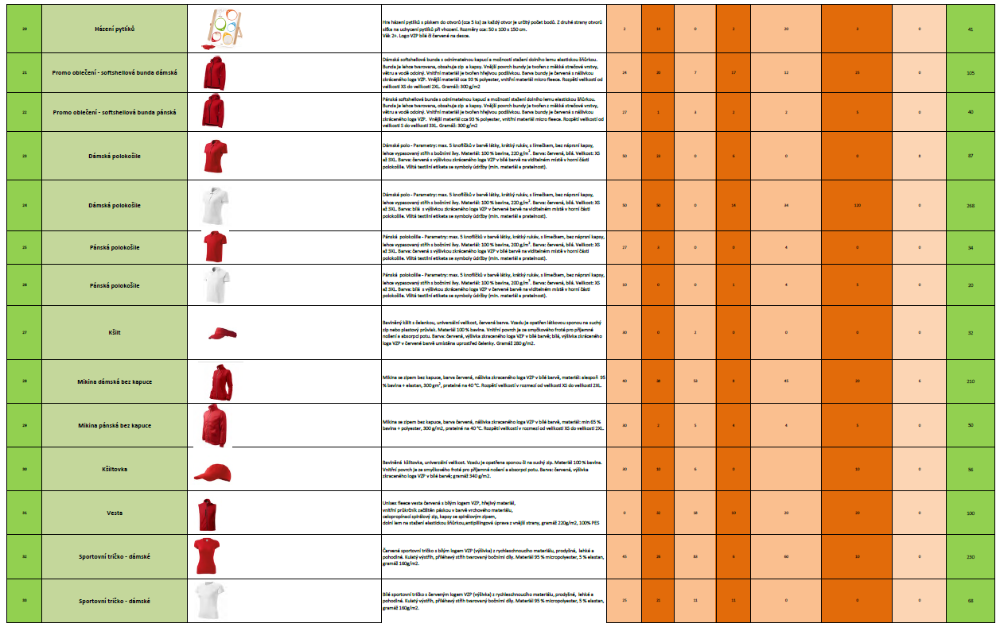 20
Házení pytlíků
Hra házení pytlíků s pískem do otvorů (cca 5 ks) za každý otvor je určitý počet bodů. Z druhé strany otvorů
síťka na uchycení pytlíků při vhození. Rozměry cca: 50 x 100 x 150 cm.
Věk 2+. Logo VZP bílé či červené na desce.
2 14 0 2 20 3 0 41
21
Promo oblečení - softshellová bunda dámská
Dámská softshellová bunda s odnímatelnou kapucí a možností stažení dolního lemu elastickou šňůrkou.
Bunda je lehce tvarovaná, obsahuje zip a kapsy. Vnější povrch bundy je tvořen z měkké strečové vrstvy,
větru a vodě odolný. Vnitřní materiál je tvořen hřejivou podšívkou. Barva bundy je červená s nášivkou
zkráceného loga VZP. Vnější materiál cca 93 % polyester, vnitřní materiál micro fleece. Rozpětí velikostí od
velikosti XS do velikosti 2XL. Gramáž: 300 g/m2
24 20 7 17 12 25 0 105
22
Promo oblečení - softshellová bunda pánská
Pánská softshellová bunda s odnímatelnou kapucí a možností stažení dolního lemu elastickou šňůrkou.
Bunda je lehce tvarovaná, obsahuje zip a kapsy. Vnější povrch bundy je tvořen z měkké strečové vrstvy,
větru a vodě odolný. Vnitřní materiál je tvořen hřejivou podšívkou. Barva bundy je červená s nášivkou
zkráceného loga VZP. Vnější materiál cca 93 % polyester, vnitřní materiál micro fleece. Rozpětí velikostí od
velikosti S do velikosti 3XL. Gramáž: 300 g/m2
27 1 3 2 2 5 0 40
23
Dámská polokošile
Dámské polo - Parametry: max. 5 knoflíčků v barvě látky, krátký rukáv, s límečkem, bez náprsní kapsy,
lehce vypasovaný střih s bočními švy. Materiál: 100 % bavlna, 220 g/m². Barva: červená, bílá. Velikost: XS
až 3XL. Barva: červená s výšivkou zkráceného loga VZP v bílé barvě na viditelném místě v horní části
polokošile. Všitá textilní etiketa se symboly údržby (min. materiál a pratelnost).
50 23 0 6 0 0 8 87
24
Dámská polokošile
Dámské polo - Parametry: max. 5 knoflíčků v barvě látky, krátký rukáv, s límečkem, bez náprsní kapsy,
lehce vypasovaný střih s bočními švy. Materiál: 100 % bavlna, 220 g/m². Barva: červená, bílá. Velikost: XS
až 3XL. Barva: bílá s výšivkou zkráceného loga VZP v červené barvě na viditelném místě v horní části
polokošile. Všitá textilní etiketa se symboly údržby (min. materiál a pratelnost).
50 50 0 14 34 120 0 268
25
Pánská polokošile
Pánská polokošile - Parametry: max. 5 knoflíčků v barvě látky, krátký rukáv, s límečkem, bez náprsní kapsy,
lehce vypasovaný střih s bočními švy. Materiál: 100 % bavlna, 200 g/m². Barva: červená, bílá. Velikost: XS
až 3XL. Barva: červená s výšivkou zkráceného loga VZP v bílé barvě na viditelném místě v horní části
polokošile. Všitá textilní etiketa se symboly údržby (min. materiál a pratelnost).
27 3 0 0 4 0 0 34
26
Pánská polokošile
Pánská polokošile - Parametry: max. 5 knoflíčků v barvě látky, krátký rukáv, s límečkem, bez náprsní kapsy,
lehce vypasovaný střih s bočními švy. Materiál: 100 % bavlna, 200 g/m². Barva: červená, bílá. Velikost: XS
až 3XL. Barva: bílá s výšivkou zkráceného loga VZP v červené barvě na viditelném místě v horní části
polokošile. Všitá textilní etiketa se symboly údržby (min. materiál a pratelnost).
10 0 0 1 4 5 0 20
27
Kšilt
Bavlněný kšilt s čelenkou, universální velikost, červená barva. Vzadu je opatřen látkovou sponou na suchý
zip nebo plastový průvlak. Materiál 100 % bavlna. Vnitřní povrch je ze smyčkového froté pro příjemné
nošení a absorpci potu. Barva: červená, výšivka zkraceného loga VZP v bílé barvě; bílá, výšivka zkráceného
loga VZP v červené barvě umístěna uprostřed čelenky. Gramáž 280 g/m2.
30 0 2 0 0 0 0 32
28
Mikina dámská bez kapuce
Mikina se zipem bez kapuce, barva červená, nášivka zkraceného loga VZP v bílé barvě, materiál: alespoň 95
% bavlna + elastan, 300 gm², pratelné na 40 °C. Rozpětí velikostí v rozmezí od velikosti XS do velikosti 2XL.
40 38 53 8 45 20 6 210
29
Mikina pánská bez kapuce
Mikina se zipem bez kapuce, barva červená, nášivka zkraceného loga VZP v bílé barvě, materiál: min 65 %
bavlna + polyester, 300 g/m2, pratelné na 40 °C. Rozpětí velikostí v rozmezí od velikosti XS do velikosti 2XL.
30 2 5 4 4 5 0 50
30
Kšiltovka
Bavlněná kšiltovka, univerzální velikost. Vzadu je opatřena sponou či na suchý zip. Materiál 100 % bavlna.
Vnitřní povrch je ze smyčkového froté pro příjemné nošení a absorpci potu. Barva: červená, výšivka
zkraceného loga VZP v bílé barvě; gramáž 340 g/m2.
30 10 6 0 10 0 56
31
Vesta
Unisex fleece vesta červená s bílým logem VZP, hřejivý materiál,
vnitřní průkrčník začištěn páskou v barvě vrchového materiálu,
celopropínací spirálový zip, kapsy se spirálovým zipem,
dolní lem na stažení elastickou šňůrkou,antipillingová úprava z vnější strany, gramáž 220g/m2, 100% PES
0 32 18 10 20 20 0 100
32
Sportovní tričko - dámské
Červené sportovní tričko s bílým logem VZP (výšivka) z rychleschnoucího materiálu, prodyšné, lehké a
pohodlné. Kulatý výstřih, přiléhavý střih tvarovaný bočními díly. Materiál 95 % micropolyester, 5 % elastan,
gramáž 160g/m2.
45 26 83 6 60 10 0 230
33
Sportovní tričko - dámské
Bílé sportovní tričko s červeným logem VZP (výšivka) z rychleschnoucího materiálu, prodyšné, lehké a
pohodlné. Kulatý výstřih, přiléhavý střih tvarovaný bočními díly. Materiál 95 % micropolyester, 5 % elastan,
gramáž 160g/m2.
25 21 11 11 0 0 0 68